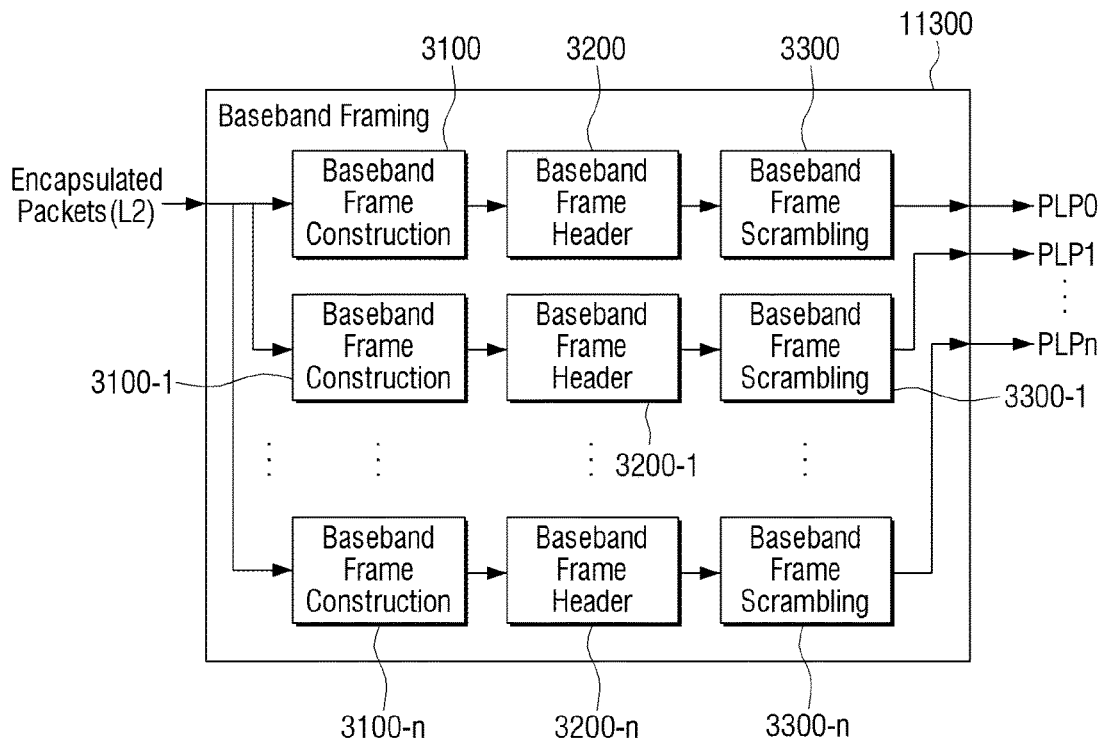 3100
3200
3300
11300
Baseband Framing
Encapsulated
Packets(L2)
Baseband
Frame
Construction
Baseband
Frame
Header
Baseband
Frame
Scrambling
PLP0
PLP1
PLPn
Baseband
Frame
Construction
Baseband
Frame
Header
Baseband
Frame
Scrambling
3100-1
3200-1
3300-1
Baseband
Frame
Construction
Baseband
Frame
Header
Baseband
Frame
Scrambling
3100-n
3200-n
3300-n